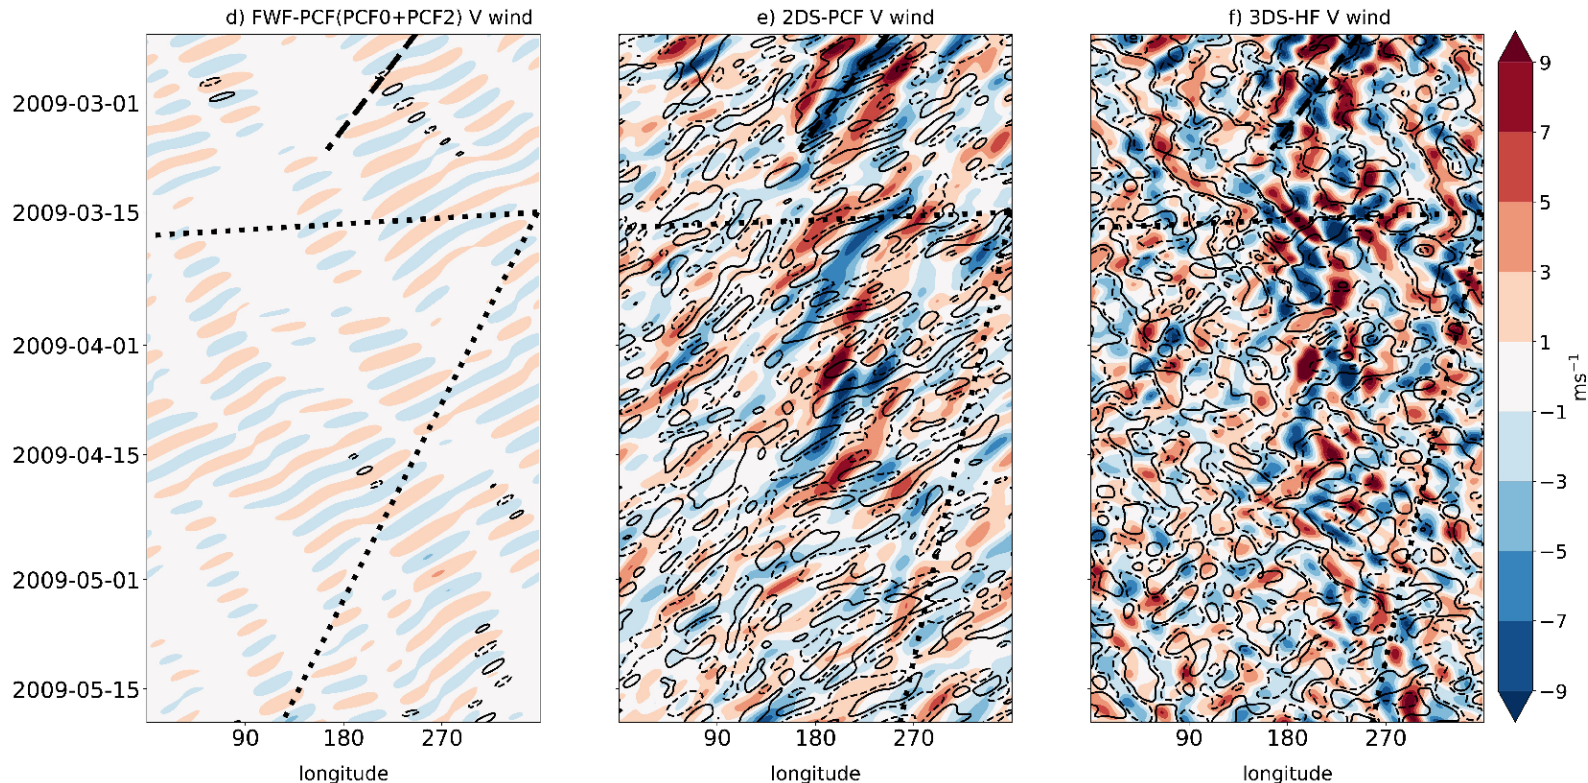 d) FWF-PCF(PCF0+PCF2) V wind
e) 2DS-PCF V wind
f) 3DS-HF V wind
2009-03-01
2009-03-15
2009-04-01
2009-04-15
2009-05-01
2009-05-15
90 180 270
longitude
90 180 270
longitude
90 180 270
longitude
9
7
5
3
1
−1
−3
−5
−7
−9
ms⁻¹